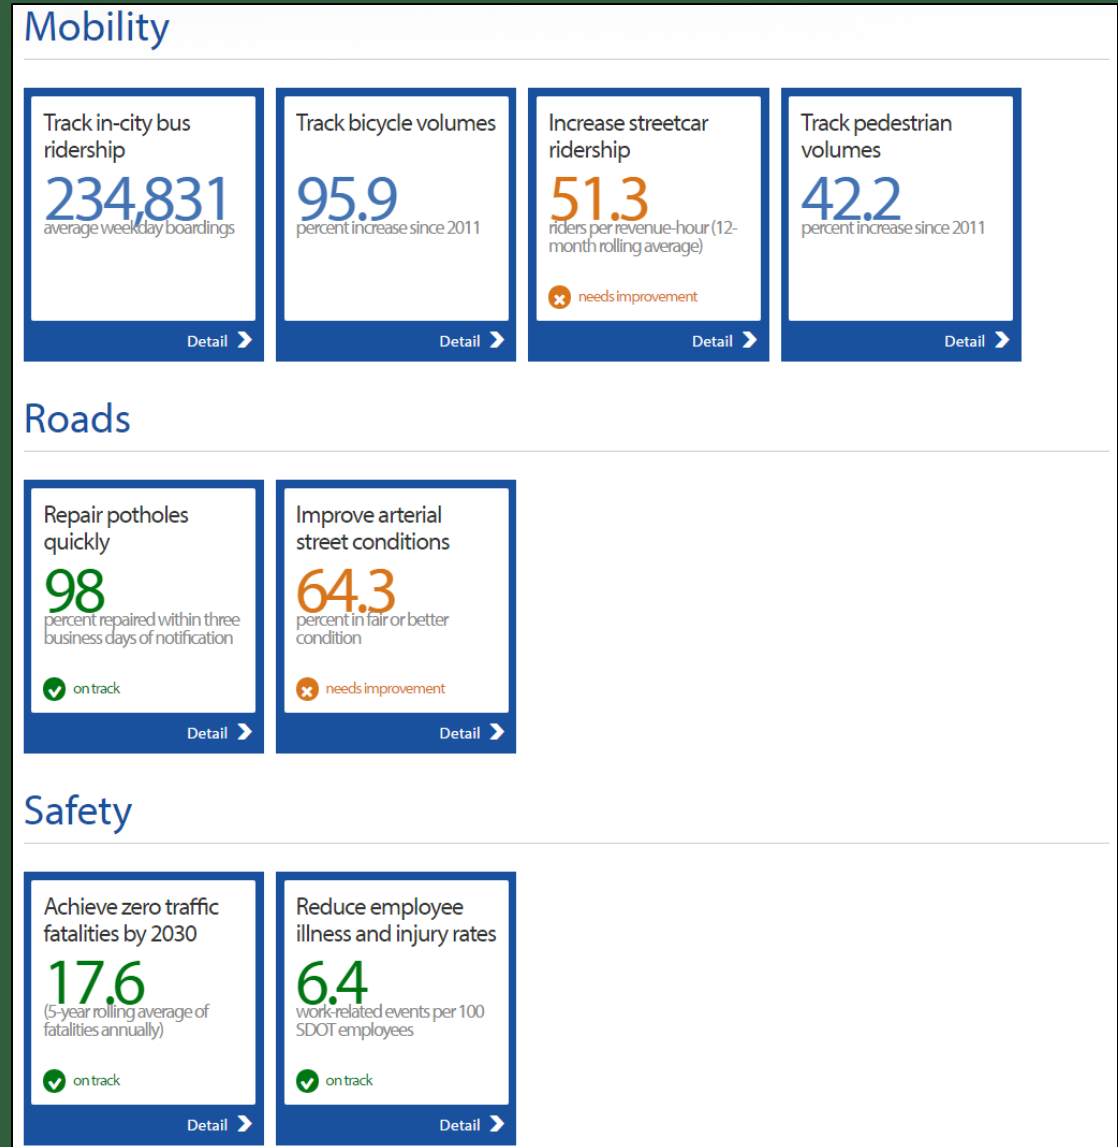 Mobility
Track in-city bus
ridership
234,831
average weekday boardings
Detail
Track bicycle volumes
95.9
percent increase since 2011
Detail
Increase streetcar
ridership
51.3
riders per revenue-hour (12-
month rolling average)
needs improvement
Detail
Track pedestrian
volumes
42.2
percent increase since 2011
Detail
Roads
Repair potholes
quickly
98
percent repaired within three
business days of notification
on track
Detail
Improve arterial
street conditions
64.3
percent in fair or better
condition
needs improvement
Detail
Safety
Achieve zero traffic
fatalities by 2030
17.6
(5-year rolling average of
fatalities annually)
on track
Detail
Reduce employee
illness and injury rates
6.4
work-related events per 100
SDOT employees
on track
Detail